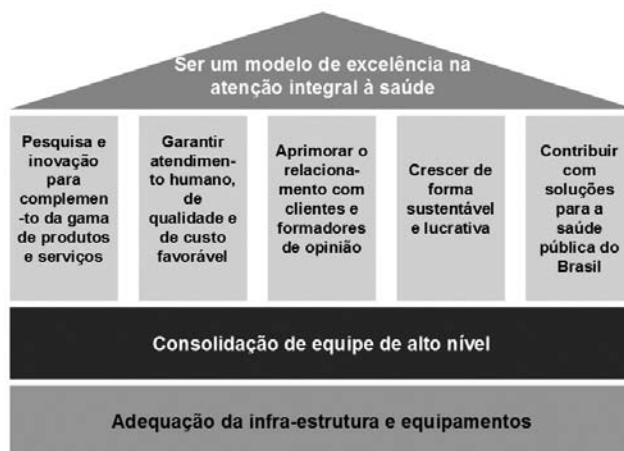 Ser um modelo de excelência na
atenção integral à saúde
Pesquisa e
inovação
para
complemen
-to da gama
de produtos
e serviços
Garantir
atendimen-
to humano,
de
qualidade e
de custo
favorável
Aprimorar o
relaciona-
mento com
clientes e
formadores
de opinião
Crescer de
forma
sustentável
e lucrativa
Contribuir
com
soluções
para a
saúde
pública do
Brasil
Consolidação de equipe de alto nível
Adequação da infra-estrutura e equipamentos